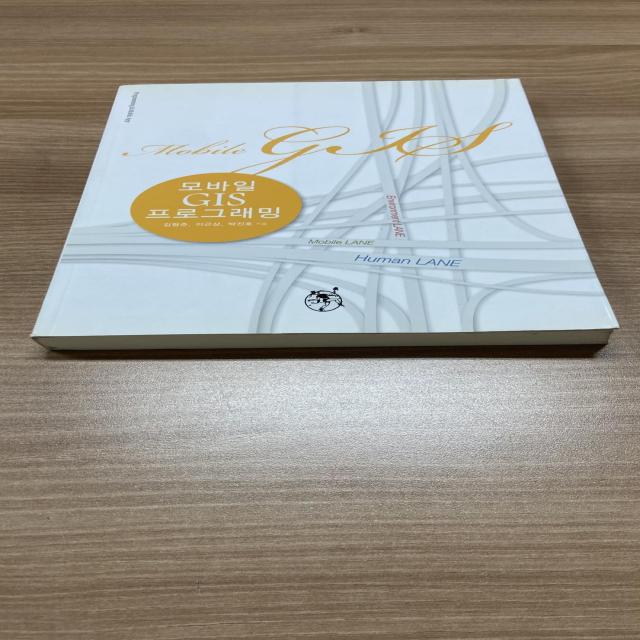 Mobile GIS
모바일
GIS
프로그래밍
Environment LANE
Mobile LANE
Human LANE